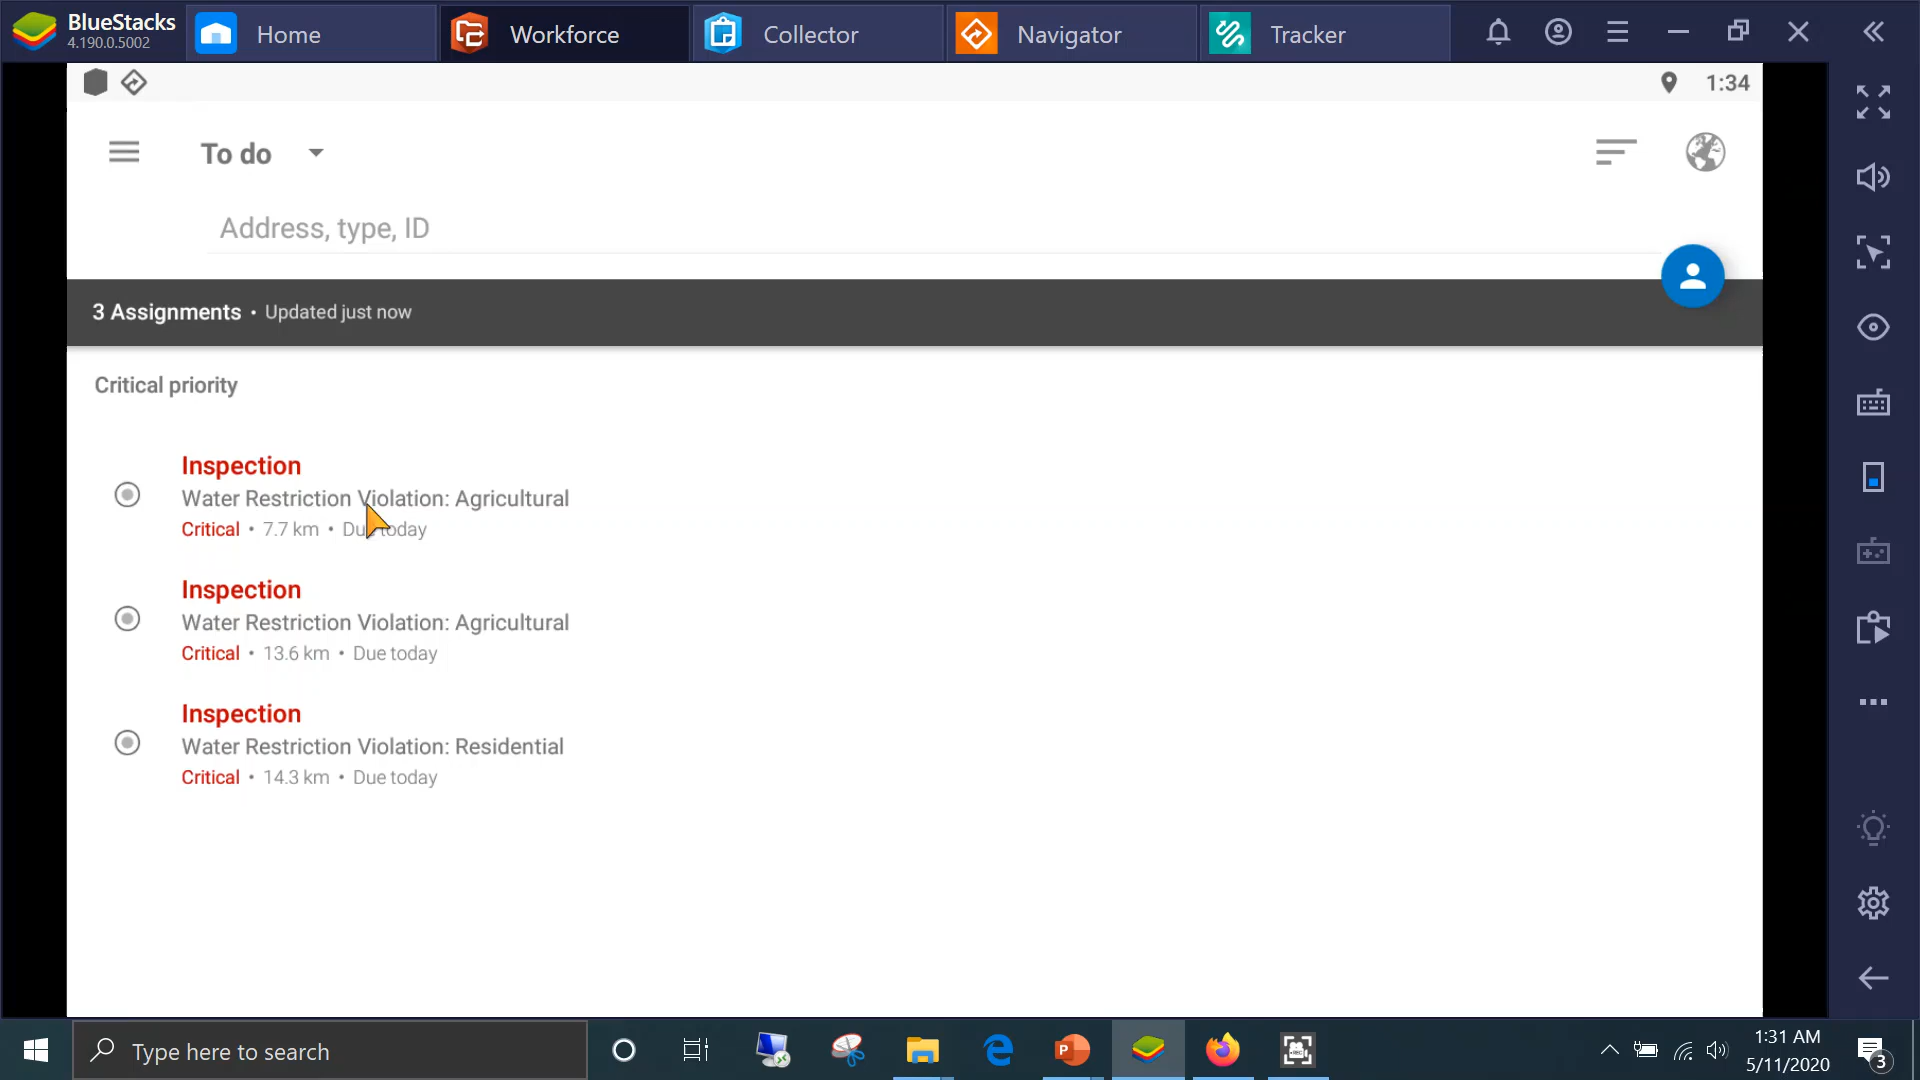 BlueStacks
4.190.0.5002
Home
Workforce
Collector
Navigator
Tracker
1:34
To do
Address, type, ID
3 Assignments • Updated just now
Critical priority
Inspection
Water Restriction Violation: Agricultural
Critical • 7.7 km • Due today
Inspection
Water Restriction Violation: Agricultural
Critical • 13.6 km • Due today
Inspection
Water Restriction Violation: Residential
Critical • 14.3 km • Due today
Type here to search
1:31 AM
5/11/2020
3